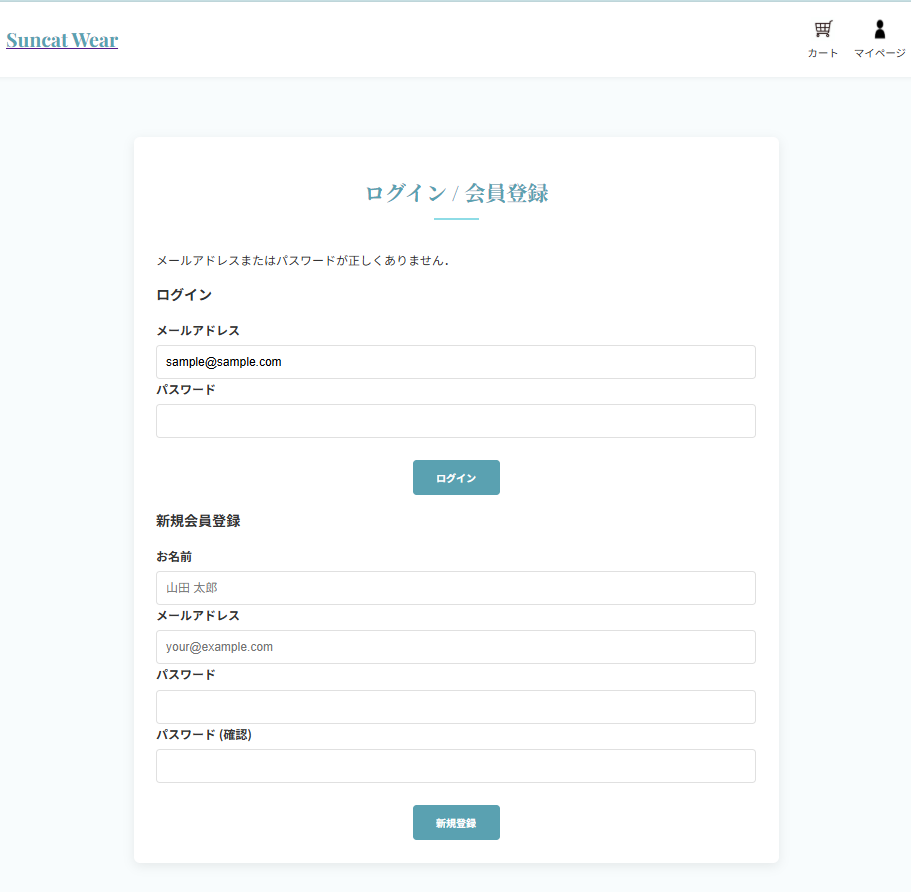 Suncat Wear
カート
マイページ
ログイン / 会員登録
メールアドレスまたはパスワードが正しくありません.
ログイン
メールアドレス
sample@sample.com
パスワード
ログイン
新規会員登録
お名前
山田 太郎
メールアドレス
your@example.com
パスワード
パスワード (確認)
新規登録